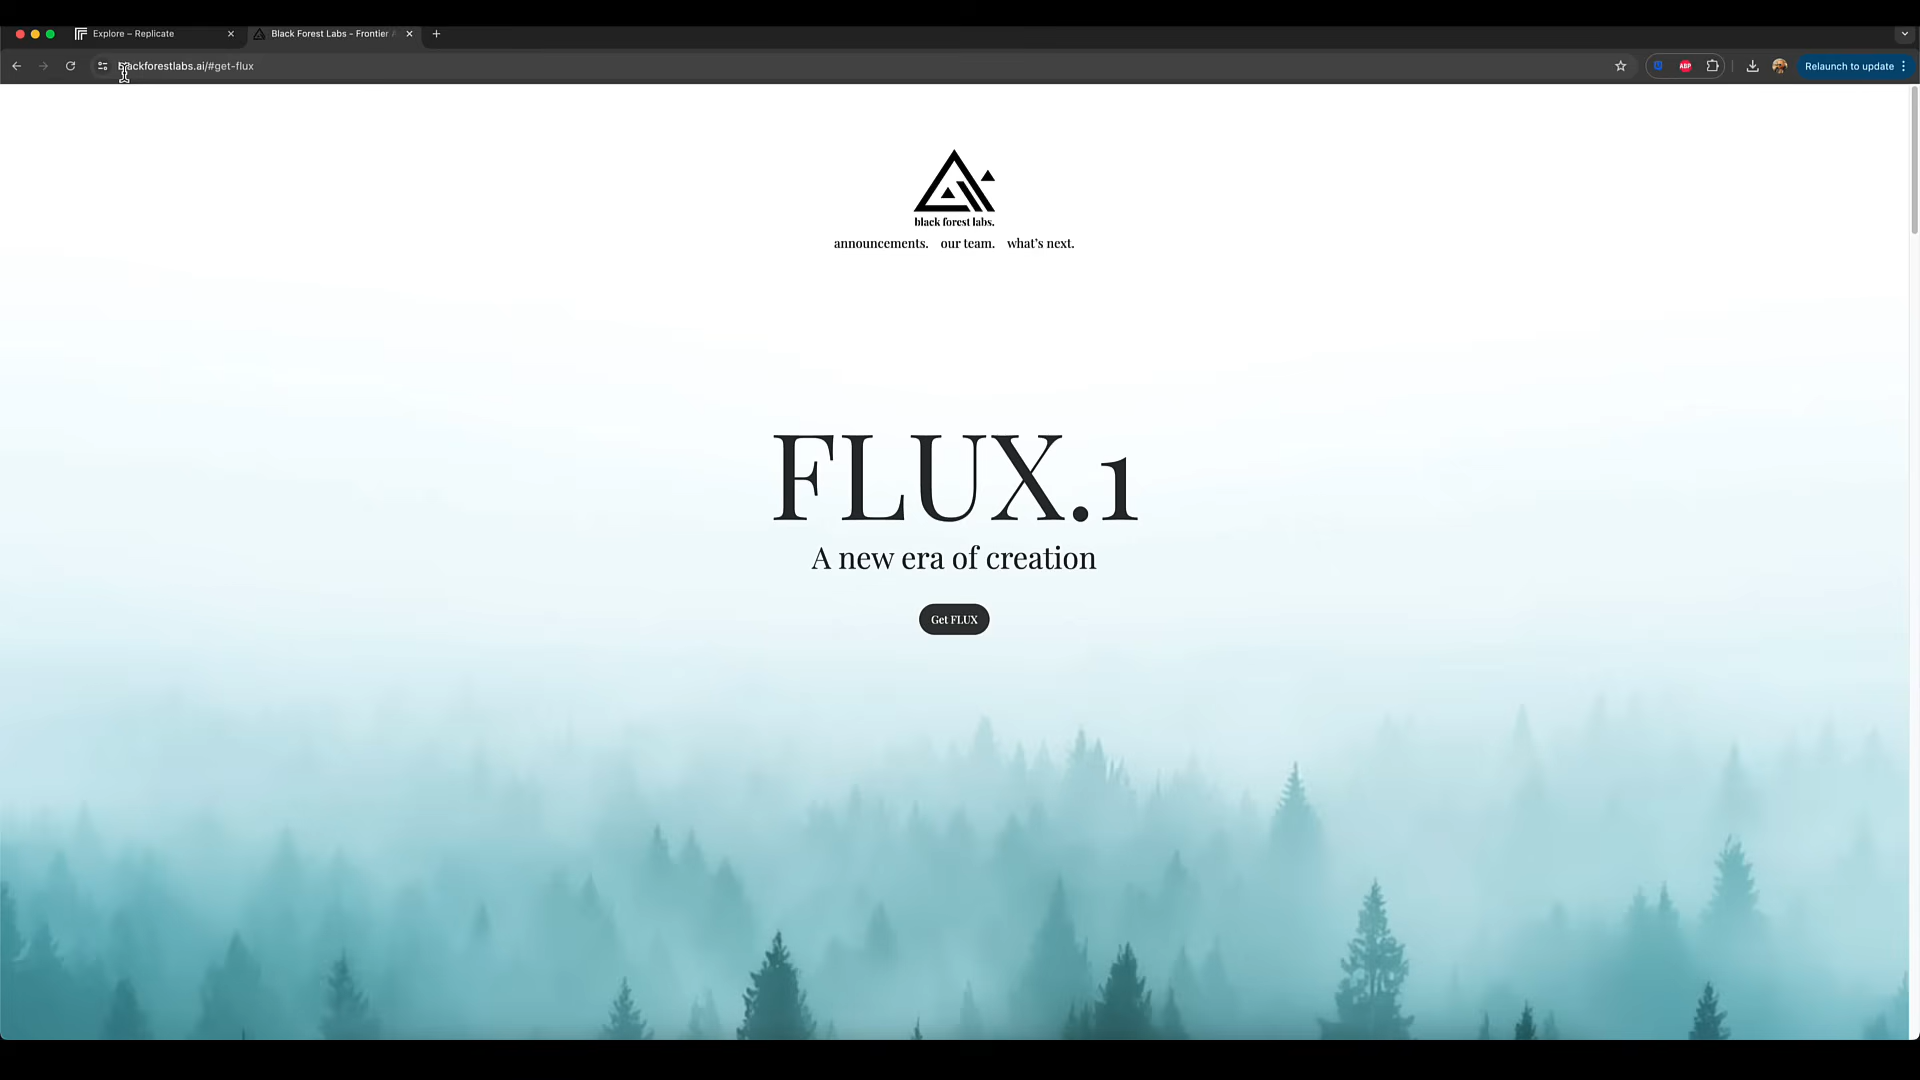 Explore – Replicate
Black Forest Labs - Frontier
blackforestlabs.ai/#get-flux
ABP
Relaunch to update
black forest labs.
announcements. our team. what's next.
FLUX.1
A new era of creation
Get FLUX